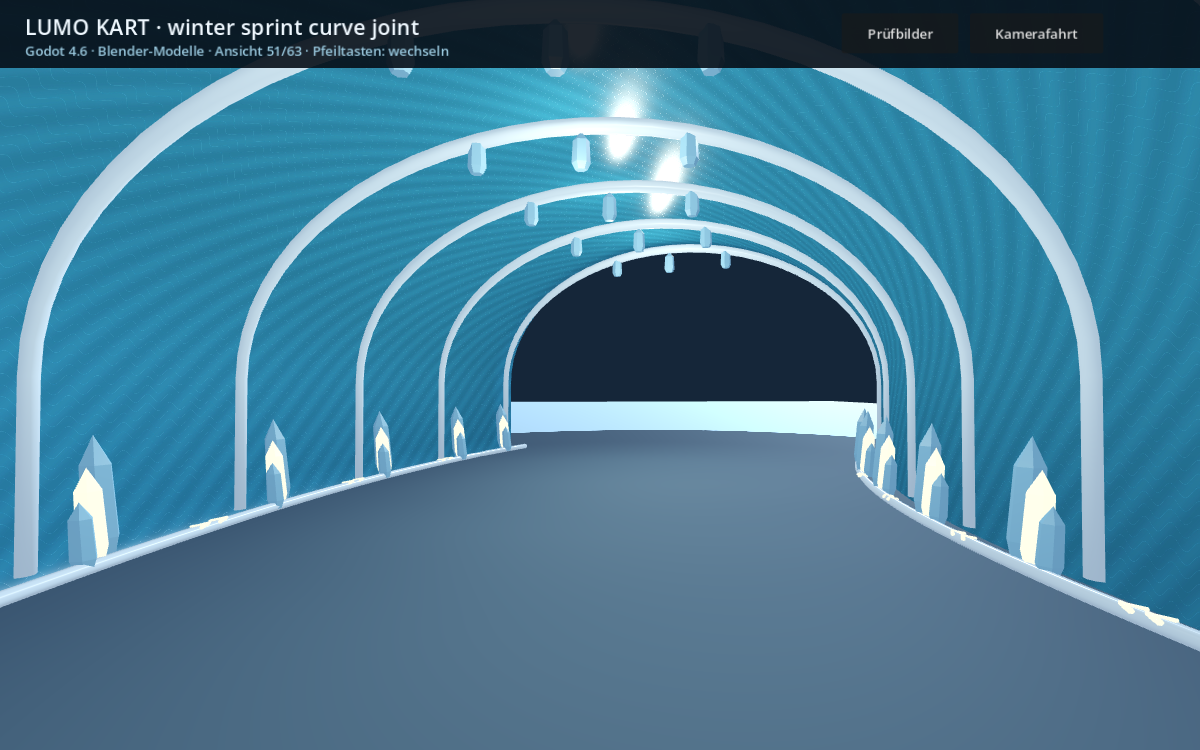 LUMO KART · winter sprint curve joint
Godot 4.6 · Blender-Modelle · Ansicht 51/63 · Pfeiltasten: wechseln
Prüfbilder
Kamerafahrt